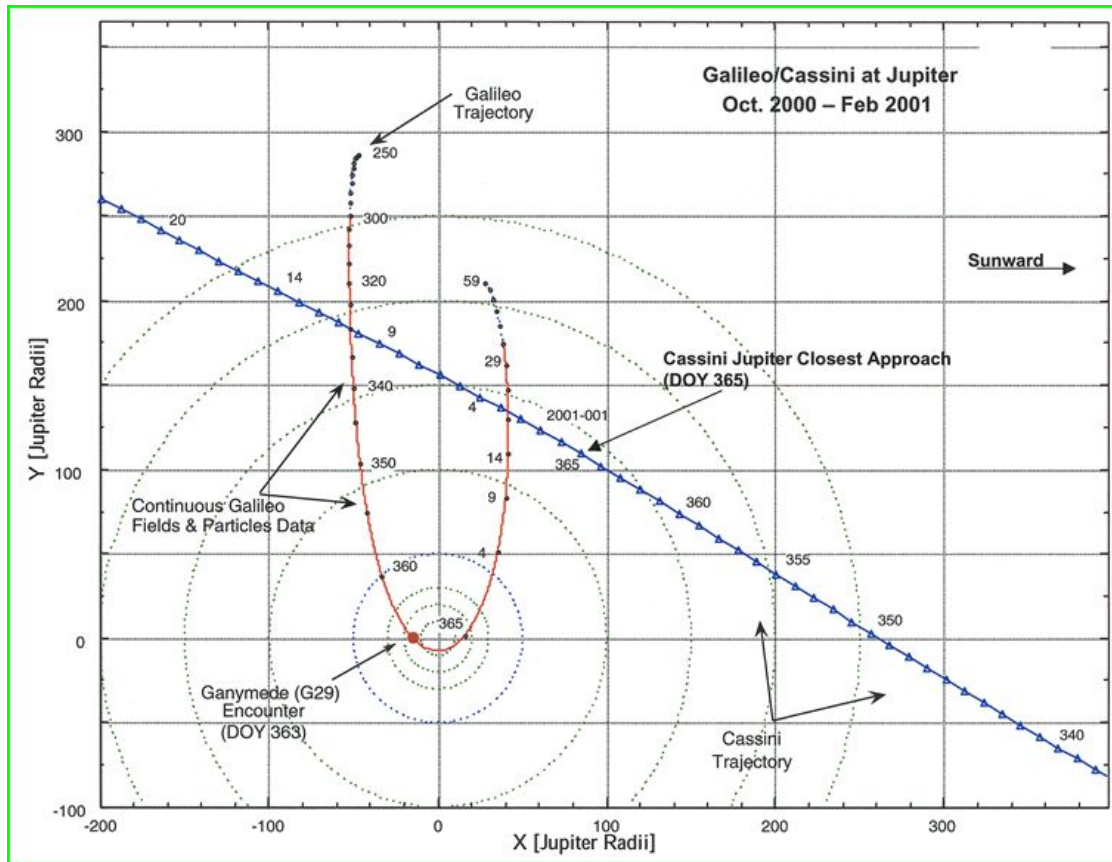 Galileo/Cassini at Jupiter
Oct. 2000 – Feb 2001
Galileo
Trajectory
250
300
20
300
320
14
59
Sunward
200
9
29
Cassini Jupiter Closest Approach
(DOY 365)
340
4
2001-001
350
14
365
100
Continuous Galileo
Fields & Particles Data
9
360
4
355
360
365
350
0
Ganymede (G29)
Encounter
(DOY 363)
Cassini
Trajectory
340
-100
-200
-100
0
100
200
300
X [Jupiter Radii]
Y [Jupiter Radii]